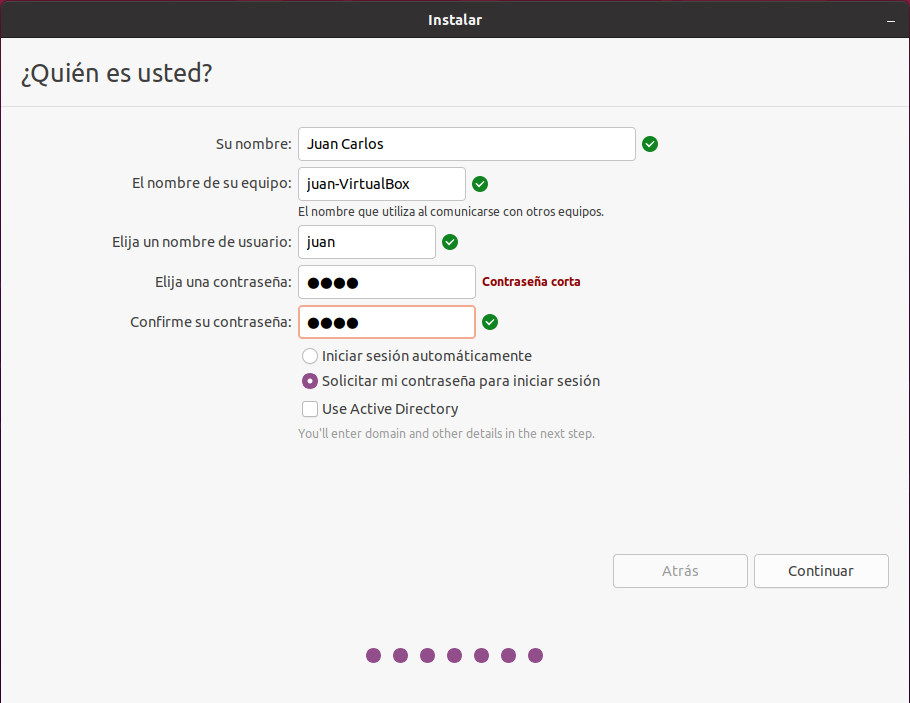 Instalar
¿Quién es usted?
Su nombre: Juan Carlos
El nombre de su equipo: juan-VirtualBox
El nombre que utiliza al comunicarse con otros equipos.
Elija un nombre de usuario: juan
Elija una contraseña: ●●●● Contraseña corta
Confirme su contraseña: ●●●●
Iniciar sesión automáticamente
Solicitar mi contraseña para iniciar sesión
Use Active Directory
You'll enter domain and other details in the next step.
Atrás Continuar